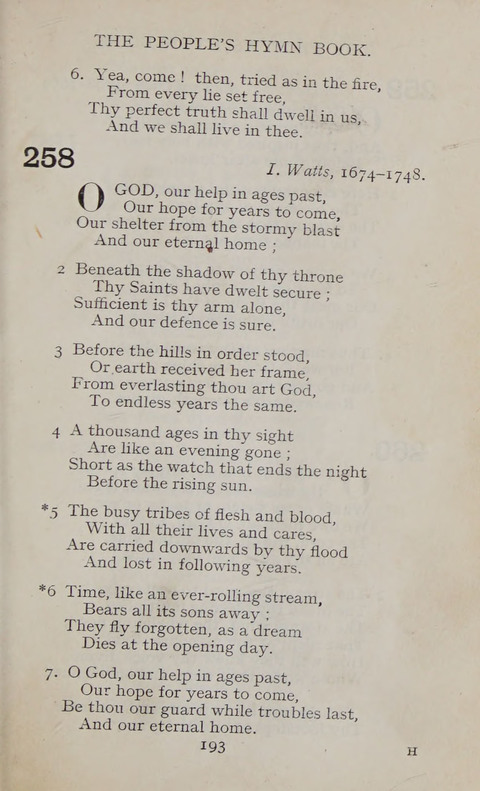 THE PEOPLE'S HYMN BOOK.
6. Yea, come ! then, tried as in the fire,
From every lie set free,
Thy perfect truth shall dwell in us,
And we shall live in thee.
258
I. Watts, 1674–1748.
O GOD, our help in ages past,
Our hope for years to come,
Our shelter from the stormy blast
And our eternal home ;
2 Beneath the shadow of thy throne
Thy Saints have dwelt secure ;
Sufficient is thy arm alone,
And our defence is sure.
3 Before the hills in order stood,
Or earth received her frame,
From everlasting thou art God,
To endless years the same.
4 A thousand ages in thy sight
Are like an evening gone ;
Short as the watch that ends the night
Before the rising sun.
*5 The busy tribes of flesh and blood,
With all their lives and cares,
Are carried downwards by thy flood
And lost in following years.
*6 Time, like an ever-rolling stream,
Bears all its sons away ;
They fly forgotten, as a dream
Dies at the opening day.
7. O God, our help in ages past,
Our hope for years to come,
Be thou our guard while troubles last,
And our eternal home.
193
H